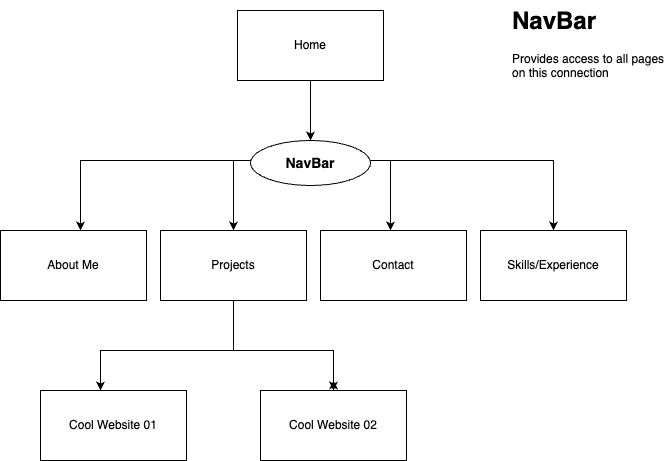 NavBar
Home
Provides access to all pages
on this connection
NavBar
About Me
Projects
Contact
Skills/Experience
Cool Website 01
Cool Website 02